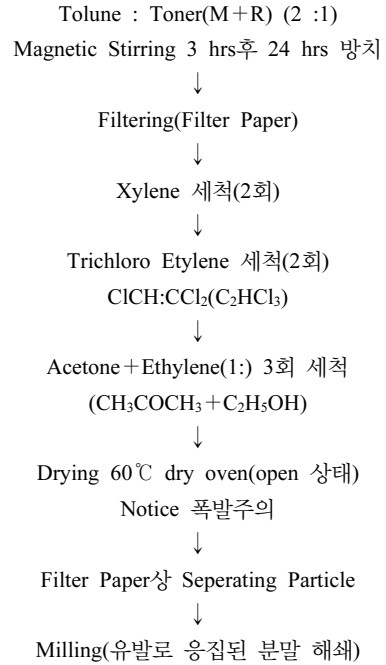 Tolune : Toner(M+R) (2 :1)
Magnetic Stirring 3 hrs후 24 hrs 방치
↓
Filtering(Filter Paper)
↓
Xylene 세척(2회)
↓
Trichloro Etylene 세척(2회)
ClCH:CCl₂(C₂HCl₃)
↓
Acetone+Ethylene(1:) 3회 세척
(CH₃COCH₃+C₂H₅OH)
↓
Drying 60℃ dry oven(open 상태)
Notice 폭발주의
↓
Filter Paper상 Seperating Particle
↓
Milling(유발로 응집된 분말 해쇄)